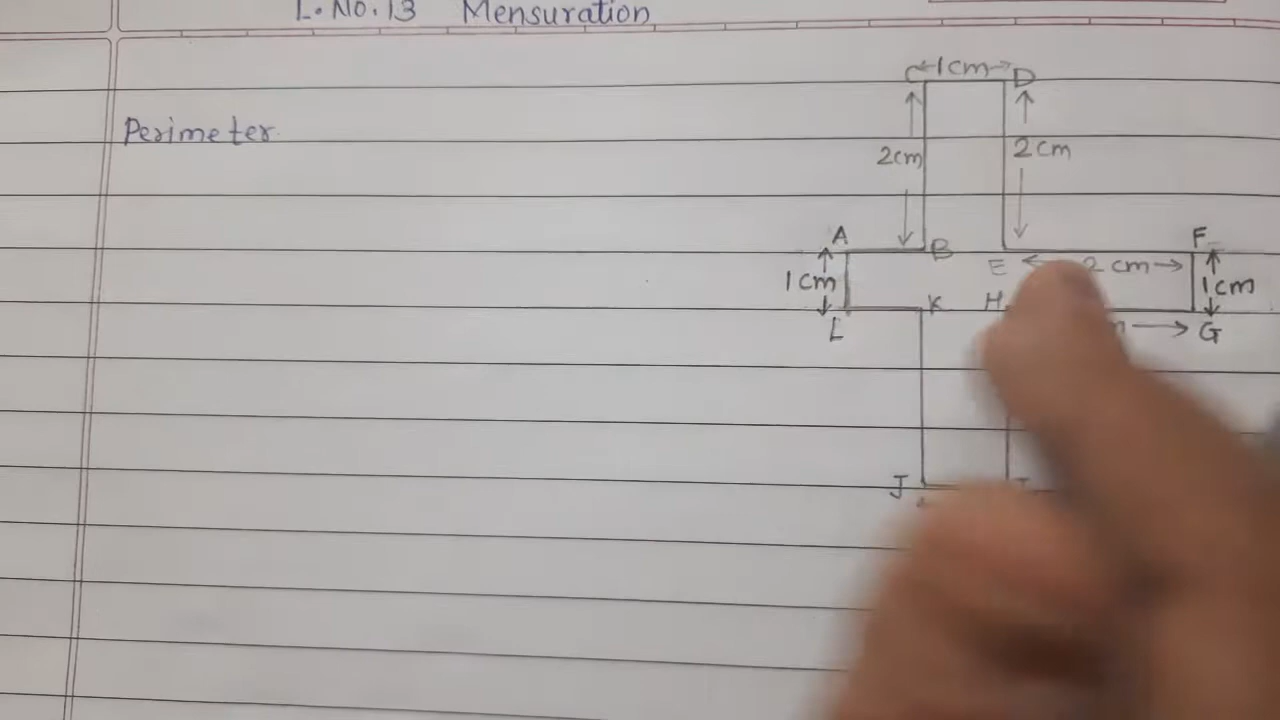 L. No. 13 Mensuration
C 1cm D
Perimeter
2cm 2cm
A B E F
2 cm
1cm 1cm
L K H G
J